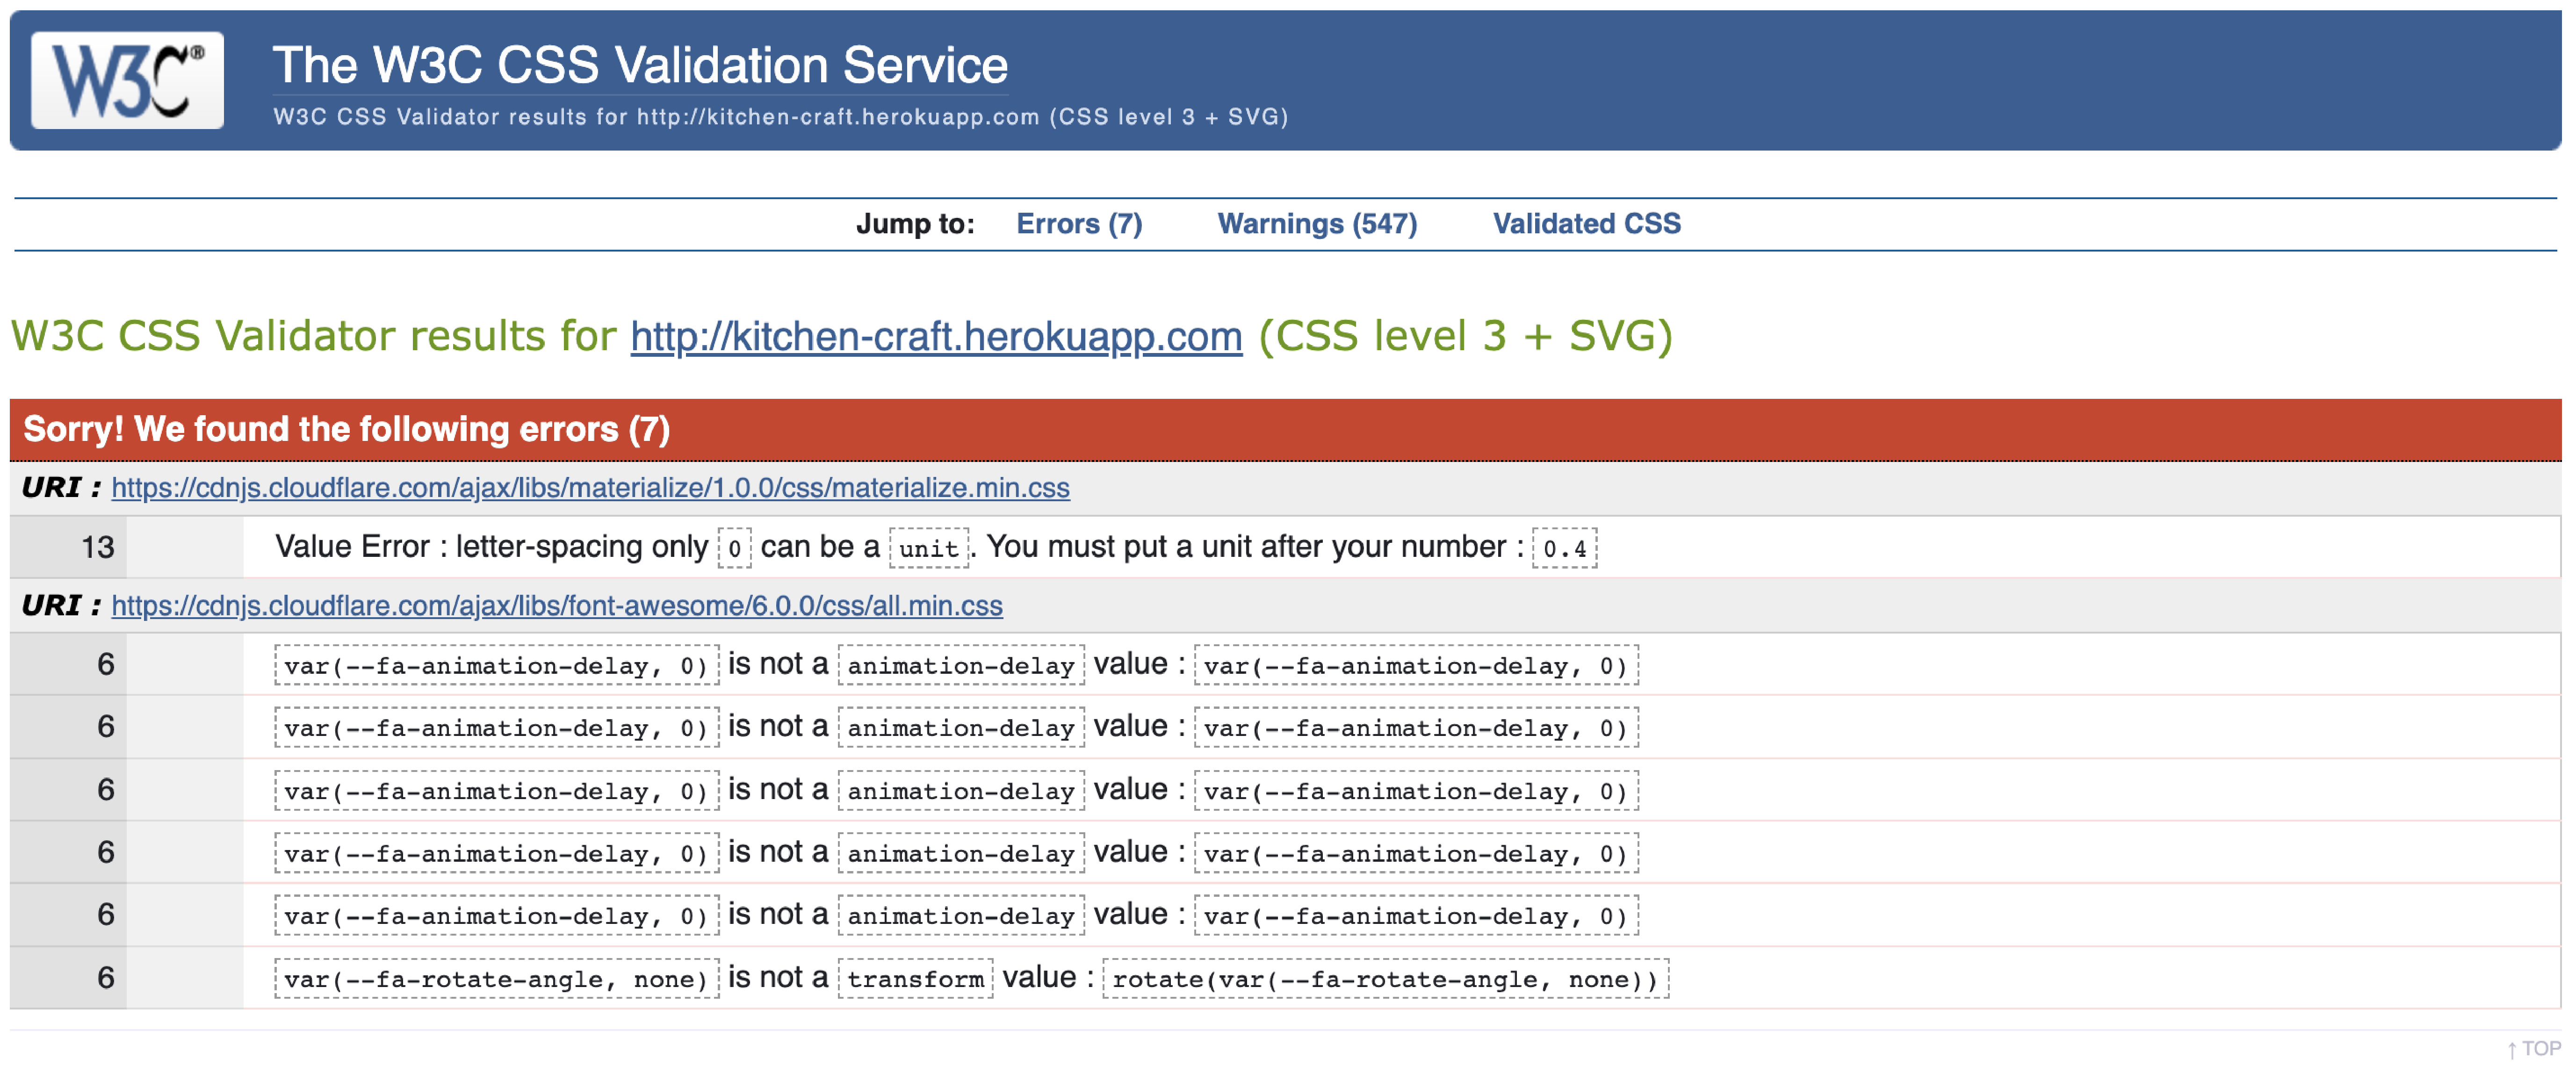 W3C® The W3C CSS Validation Service
W3C CSS Validator results for http://kitchen-craft.herokuapp.com (CSS level 3 + SVG)
Jump to: Errors (7) Warnings (547) Validated CSS
W3C CSS Validator results for http://kitchen-craft.herokuapp.com (CSS level 3 + SVG)
Sorry! We found the following errors (7)
URI : https://cdnjs.cloudflare.com/ajax/libs/materialize/1.0.0/css/materialize.min.css
13 Value Error : letter-spacing only 0 can be a unit. You must put a unit after your number : 0.4
URI : https://cdnjs.cloudflare.com/ajax/libs/font-awesome/6.0.0/css/all.min.css
6 var(--fa-animation-delay, 0) is not a animation-delay value : var(--fa-animation-delay, 0)
6 var(--fa-animation-delay, 0) is not a animation-delay value : var(--fa-animation-delay, 0)
6 var(--fa-animation-delay, 0) is not a animation-delay value : var(--fa-animation-delay, 0)
6 var(--fa-animation-delay, 0) is not a animation-delay value : var(--fa-animation-delay, 0)
6 var(--fa-animation-delay, 0) is not a animation-delay value : var(--fa-animation-delay, 0)
6 var(--fa-rotate-angle, none) is not a transform value : rotate(var(--fa-rotate-angle, none))
↑ TOP